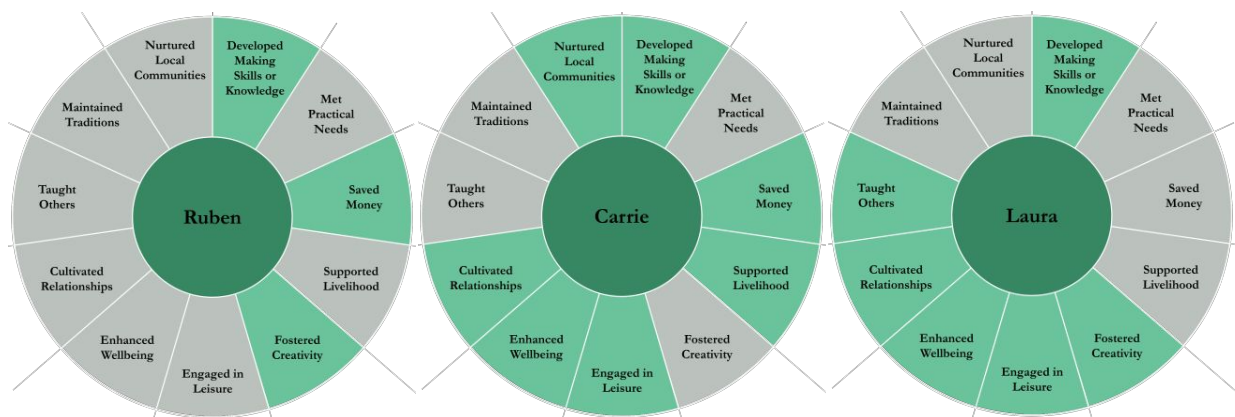 Nurtured
Local
Communities
Developed
Making
Skills or
Knowledge
Met
Practical
Needs
Saved
Money
Supported
Livelihood
Fostered
Creativity
Engaged in
Leisure
Enhanced
Wellbeing
Cultivated
Relationships
Taught
Others
Maintained
Traditions
Ruben
Nurtured
Local
Communities
Developed
Making
Skills or
Knowledge
Met
Practical
Needs
Saved
Money
Supported
Livelihood
Fostered
Creativity
Engaged in
Leisure
Enhanced
Wellbeing
Cultivated
Relationships
Taught
Others
Maintained
Traditions
Carrie
Nurtured
Local
Communities
Developed
Making
Skills or
Knowledge
Met
Practical
Needs
Saved
Money
Supported
Livelihood
Fostered
Creativity
Engaged in
Leisure
Enhanced
Wellbeing
Cultivated
Relationships
Taught
Others
Maintained
Traditions
Laura